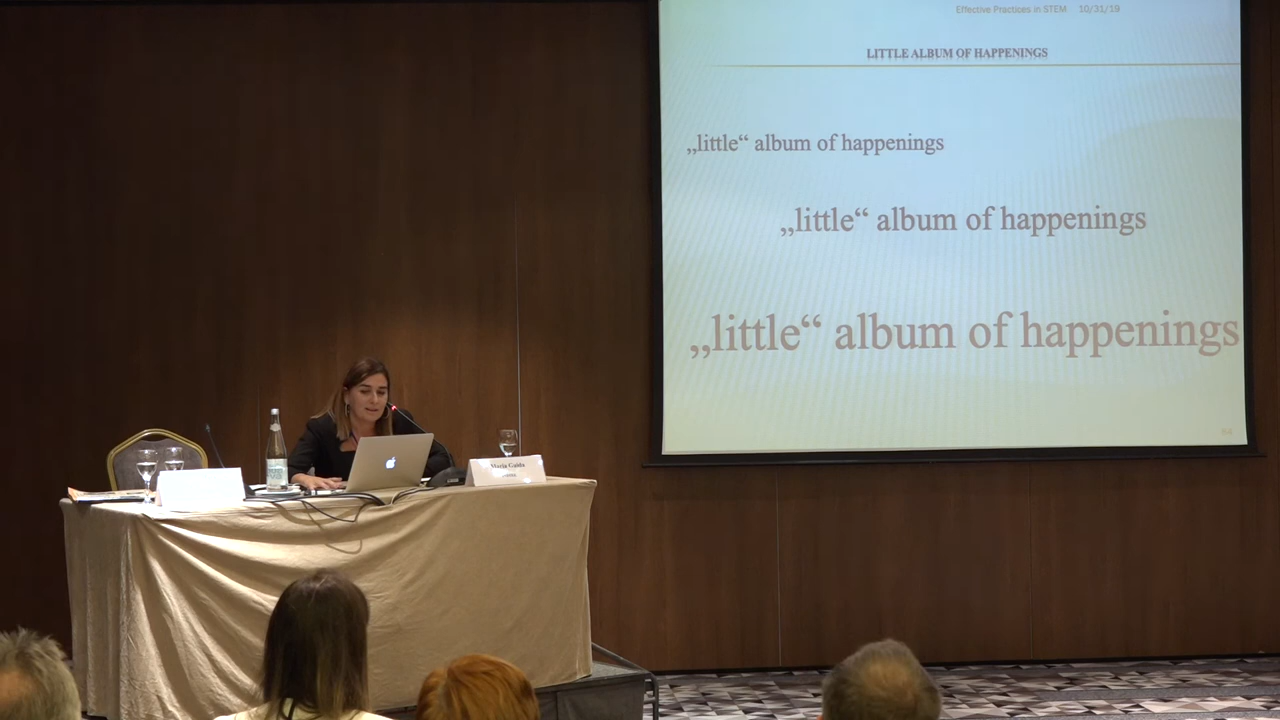 Effective Practices in STEM 10/31/19
LITTLE ALBUM OF HAPPENINGS
„little“ album of happenings
„little“ album of happenings
„little“ album of happenings